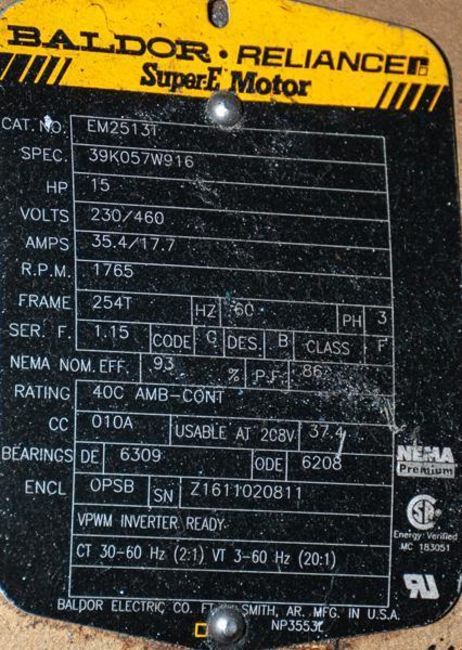 BALDOR · RELIANCE
Super-E Motor
CAT. NO. EM2513T
SPEC. 39K057W916
HP 15
VOLTS 230/460
AMPS 35.4/17.7
R.P.M. 1765
FRAME 254T HZ 60 PH 3
SER. F. 1.15 CODE G DES. B CLASS F
NEMA NOM. EFF. 93 % P.F. 86
RATING 40C AMB-CONT
CC 010A USABLE AT 208V 37.4
BEARINGS DE 6309 ODE 6208
ENCL OPSB SN Z1611020811
NEMA
Premium
VPWM INVERTER READY
CT 30-60 Hz (2:1) VT 3-60 Hz (20:1)
Energy Verified
MC 183051
BALDOR ELECTRIC CO. FT. SMITH, AR. MFG. IN U.S.A.